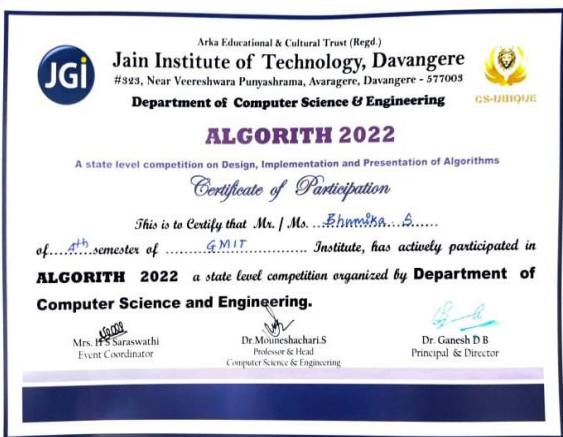 Arka Educational & Cultural Trust (Regd.)
JGi
Jain Institute of Technology, Davangere
#323, Near Veereshwara Punyashrama, Avaragere, Davangere - 577003
Department of Computer Science & Engineering
CS-UBIQUE
ALGORITH 2022
A state level competition on Design, Implementation and Presentation of Algorithms
Certificate of Participation
This is to Certify that Mr. / Ms. ...Bhumika. S......
of....4th....semester of ............GMIT............ Institute, has actively participated in
ALGORITH 2022 a state level competition organized by Department of
Computer Science and Engineering.
Mrs. H S Saraswathi
Event Coordinator
Dr.Mouneshachari.S
Professor & Head
Computer Science & Engineering
Dr. Ganesh D B
Principal & Director